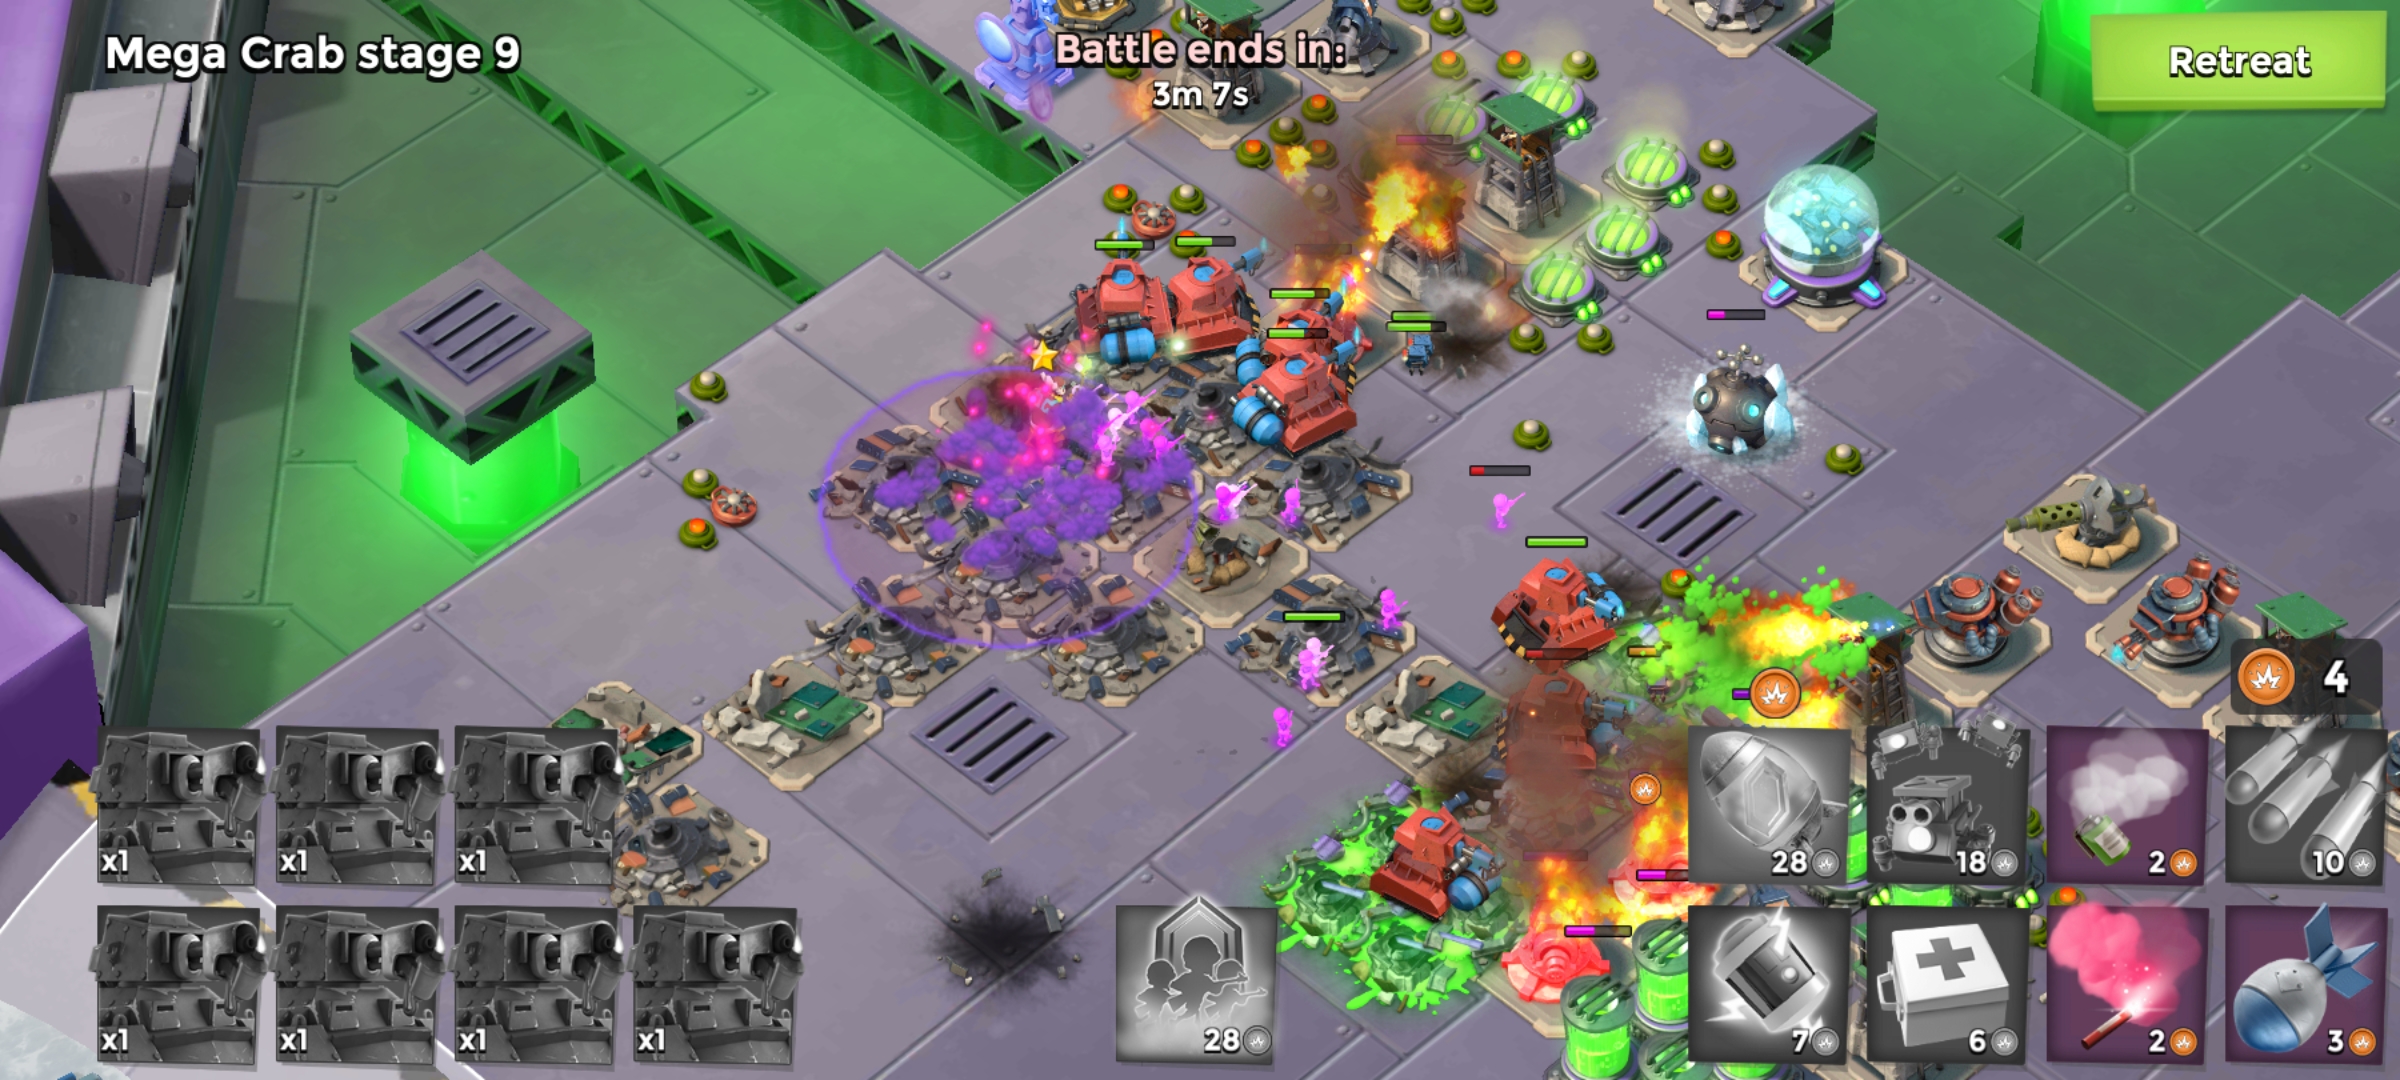 Mega Crab stage 9
Battle ends in:
3m 7s
Retreat
4
x1
x1
x1
28
18
2
10
x1
x1
x1
x1
28
7
6
2
3